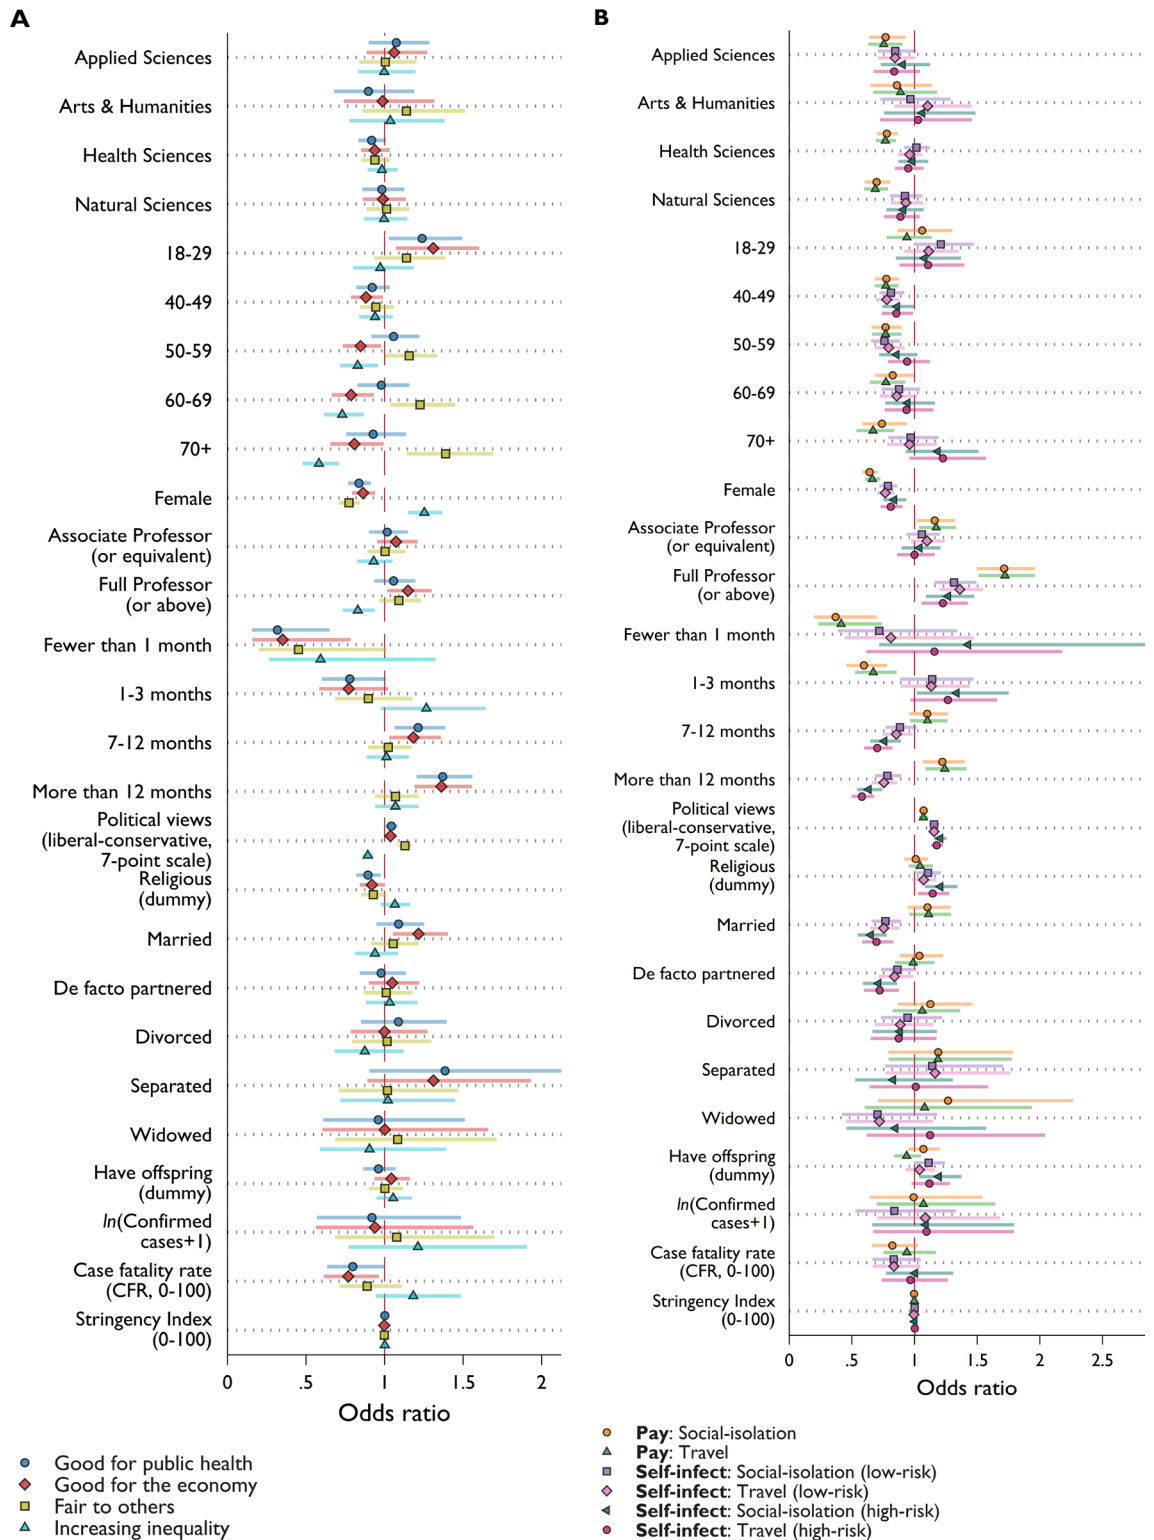 A
Applied Sciences
Arts & Humanities
Health Sciences
Natural Sciences
18-29
40-49
50-59
60-69
70+
Female
Associate Professor
(or equivalent)
Full Professor
(or above)
Fewer than 1 month
1-3 months
7-12 months
More than 12 months
Political views
(liberal-conservative,
7-point scale)
Religious
(dummy)
Married
De facto partnered
Divorced
Separated
Widowed
Have offspring
(dummy)
ln(Confirmed
cases+1)
Case fatality rate
(CFR, 0-100)
Stringency Index
(0-100)
0 .5 1 1.5 2
Odds ratio
Good for public health
Good for the economy
Fair to others
Increasing inequality
B
Applied Sciences
Arts & Humanities
Health Sciences
Natural Sciences
18-29
40-49
50-59
60-69
70+
Female
Associate Professor
(or equivalent)
Full Professor
(or above)
Fewer than 1 month
1-3 months
7-12 months
More than 12 months
Political views
(liberal-conservative,
7-point scale)
Religious
(dummy)
Married
De facto partnered
Divorced
Separated
Widowed
Have offspring
(dummy)
ln(Confirmed
cases+1)
Case fatality rate
(CFR, 0-100)
Stringency Index
(0-100)
0 .5 1 1.5 2 2.5
Odds ratio
Pay: Social-isolation
Pay: Travel
Self-infect: Social-isolation (low-risk)
Self-infect: Travel (low-risk)
Self-infect: Social-isolation (high-risk)
Self-infect: Travel (high-risk)